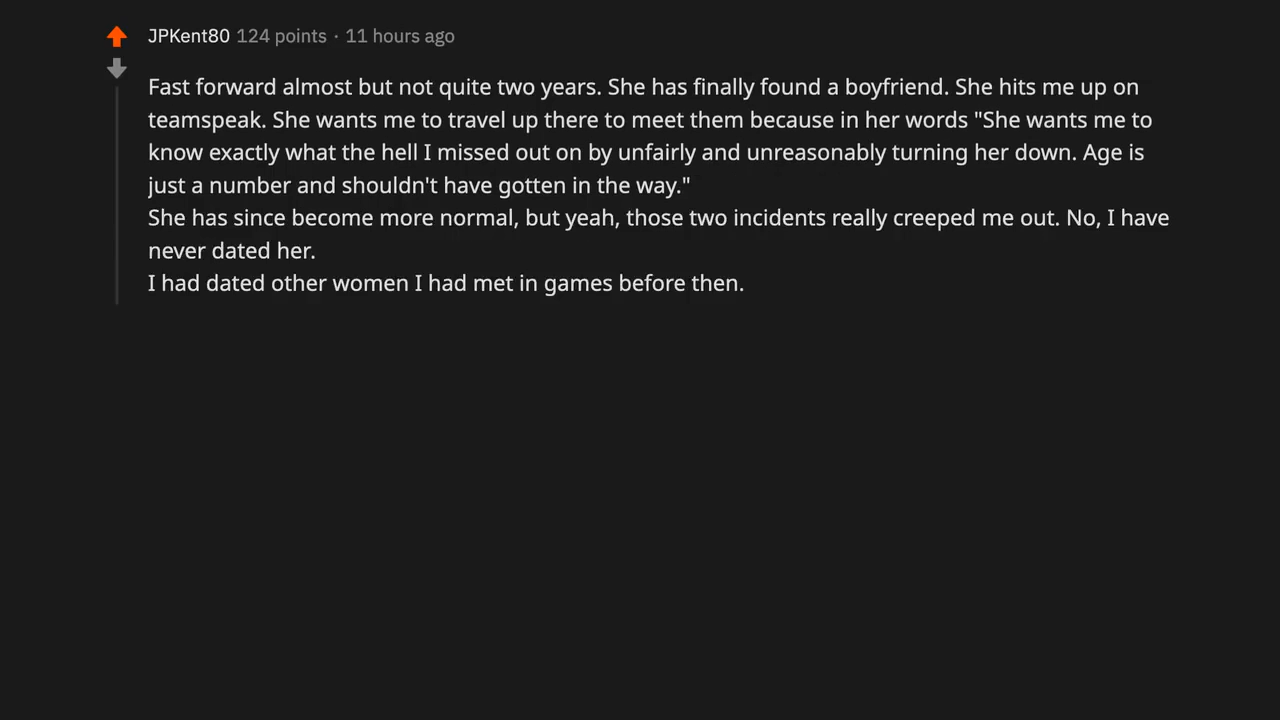 JPKent80 124 points · 11 hours ago
Fast forward almost but not quite two years. She has finally found a boyfriend. She hits me up on
teamspeak. She wants me to travel up there to meet them because in her words "She wants me to
know exactly what the hell I missed out on by unfairly and unreasonably turning her down. Age is
just a number and shouldn't have gotten in the way."
She has since become more normal, but yeah, those two incidents really creeped me out. No, I have
never dated her.
I had dated other women I had met in games before then.